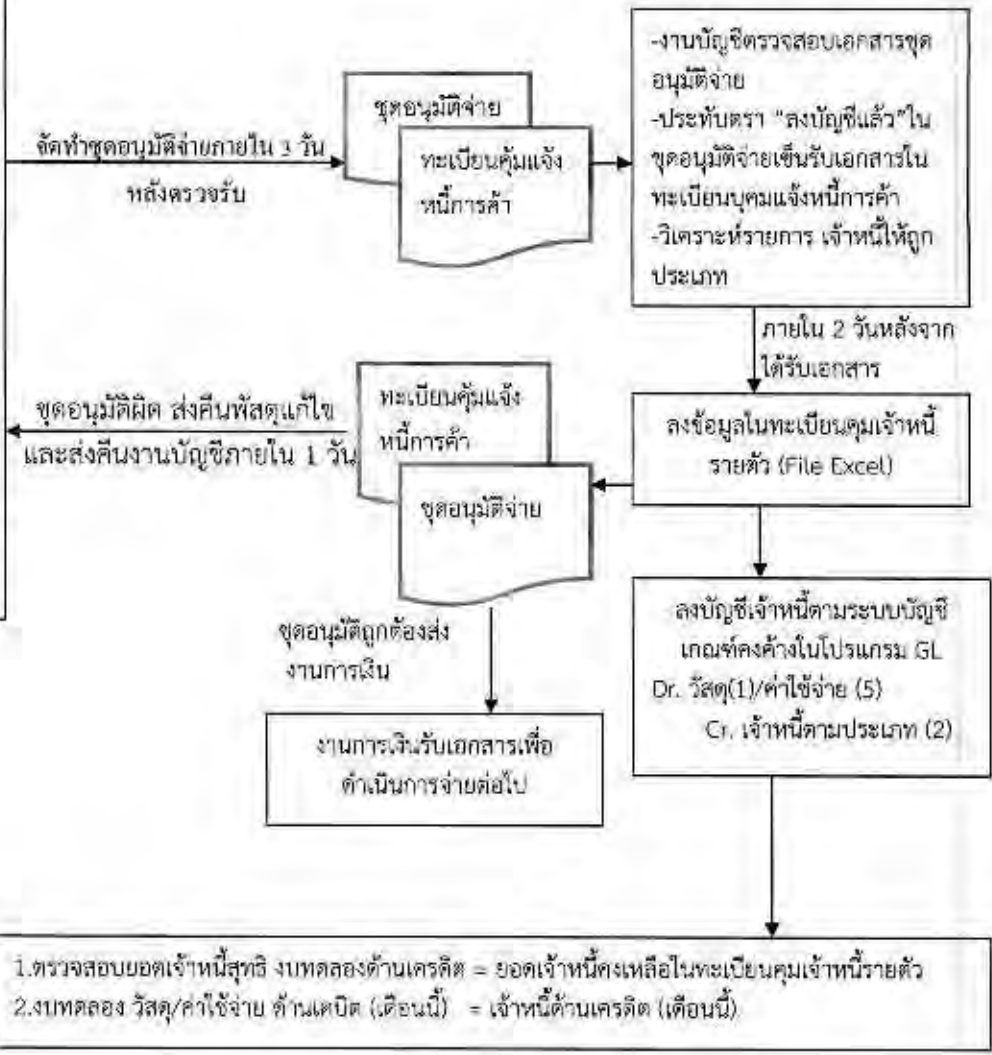 จัดทำชุดอนุมัติจ่ายภายใน 3 วัน
หลังตรวจรับ
ชุดอนุมัติจ่าย
ทะเบียนคุ้มแจ้ง
หนี้การค้า
-งานบัญชีตรวจสอบเอกสารชุด
อนุมัติจ่าย
-ประทับตรา “ลงบัญชีแล้ว”ใน
ชุดอนุมัติจ่ายเซ็นรับเอกสารใน
ทะเบียนบุคมแจ้งหนี้การค้า
-วิเคราะห์รายการ เจ้าหนี้ให้ถูก
ประเภท
ภายใน 2 วันหลังจาก
ได้รับเอกสาร
ลงข้อมูลในทะเบียนคุมเจ้าหนี้
รายตัว (File Excel)
ทะเบียนคุ้มแจ้ง
หนี้การค้า
ชุดอนุมัติจ่าย
ชุดอนุมัติผิด ส่งคืนพัสดุแก้ไข
และส่งคืนงานบัญชีภายใน 1 วัน
ชุดอนุมัติถูกต้องส่ง
งานการเงิน
งานการเงินรับเอกสารเพื่อ
ดำเนินการจ่ายต่อไป
ลงบัญชีเจ้าหนี้ตามระบบบัญชี
เกณฑ์คงค้างในโปรแกรม GL
Dr. วัสดุ(1)/ค่าใช้จ่าย (5)
Cr. เจ้าหนี้ตามประเภท (2)
1.ตรวจสอบยอดเจ้าหนี้สุทธิ งบทดลองด้านเครดิต = ยอดเจ้าหนี้คงเหลือในทะเบียนคุมเจ้าหนี้รายตัว
2.งบทดลอง วัสดุ/ค่าใช้จ่าย ด้านเดบิต (เดือนนี้) = เจ้าหนี้ด้านเครดิต (เดือนนี้)